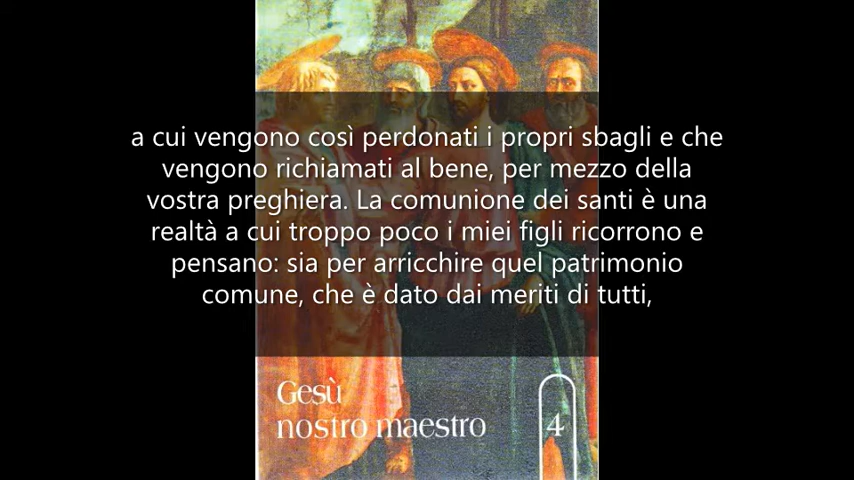 a cui vengono così perdonati i propri sbagli e che
vengono richiamati al bene, per mezzo della
vostra preghiera. La comunione dei santi è una
realtà a cui troppo poco i miei figli ricorrono e
pensano: sia per arricchire quel patrimonio
comune, che è dato dai meriti di tutti,
Gesù
nostro maestro
4